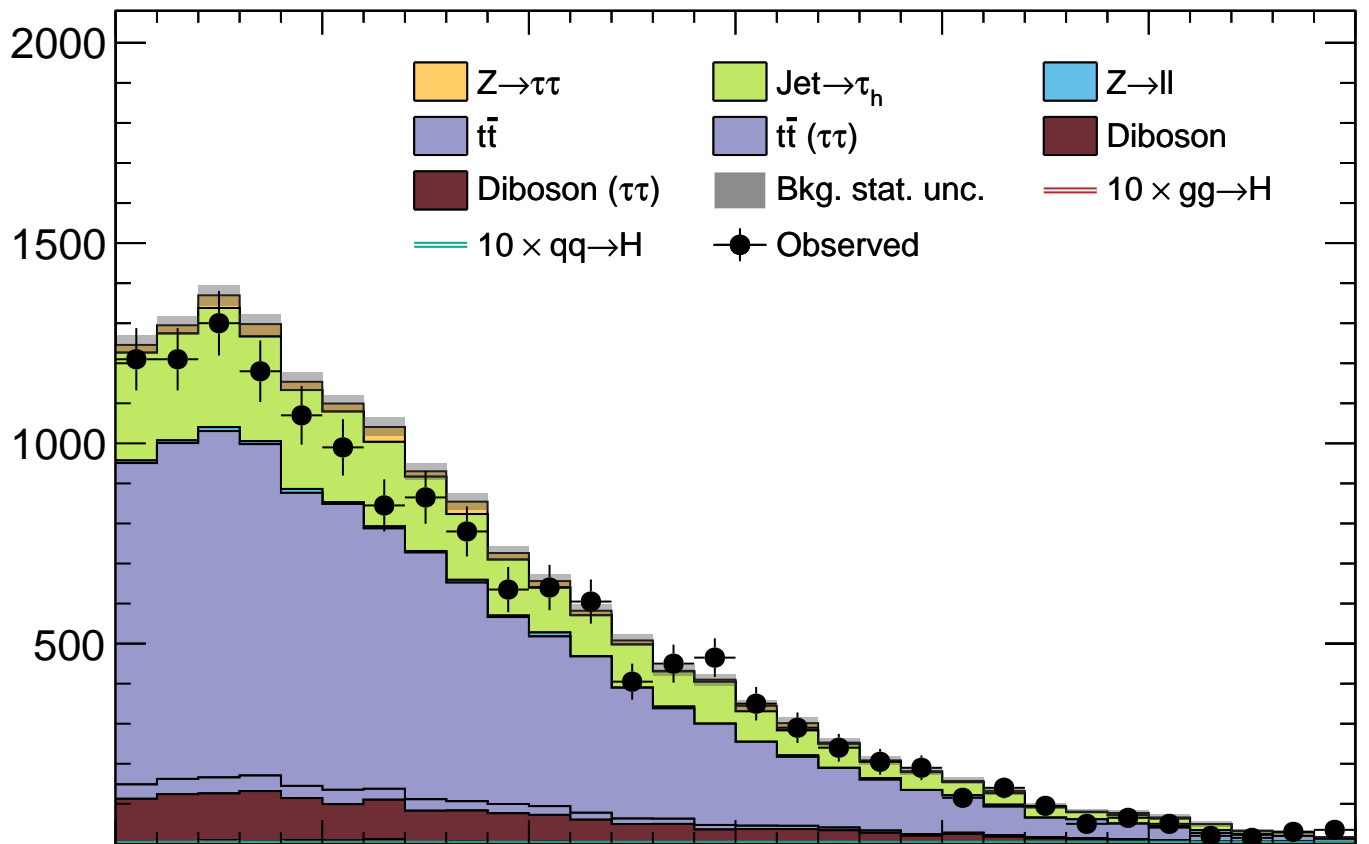 2000
Z→ττ Jet→τₕ Z→ll
tt̄ tt̄ (ττ) Diboson
Diboson (ττ) Bkg. stat. unc. 10 × gg→H
1500
10 × qq→H Observed
1000
500